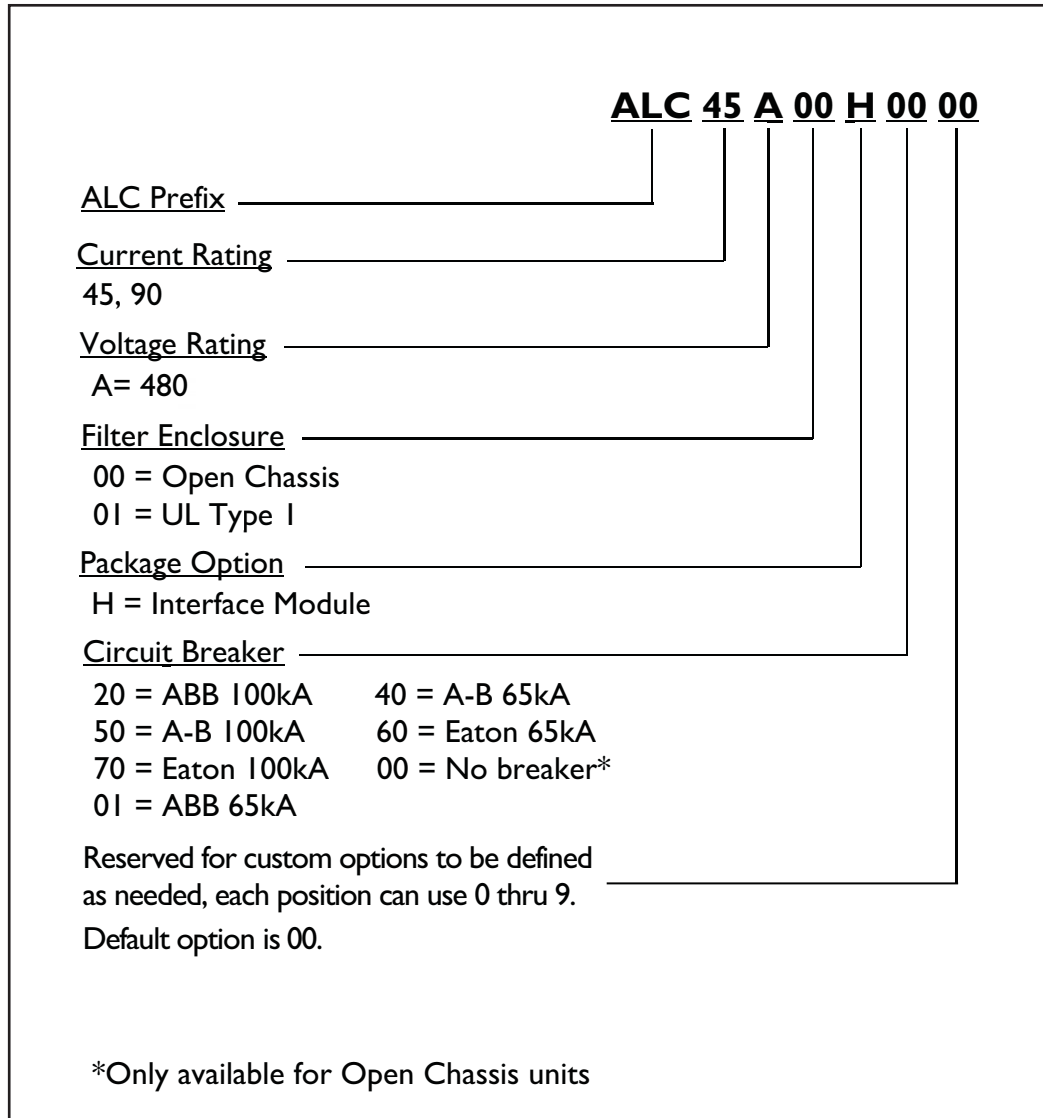 ALC 45 A 00 H 00 00
ALC Prefix
Current Rating
45, 90
Voltage Rating
A= 480
Filter Enclosure
00 = Open Chassis
01 = UL Type 1
Package Option
H = Interface Module
Circuit Breaker
20 = ABB 100kA 40 = A-B 65kA
50 = A-B 100kA 60 = Eaton 65kA
70 = Eaton 100kA 00 = No breaker*
01 = ABB 65kA
Reserved for custom options to be defined
as needed, each position can use 0 thru 9.
Default option is 00.
*Only available for Open Chassis units